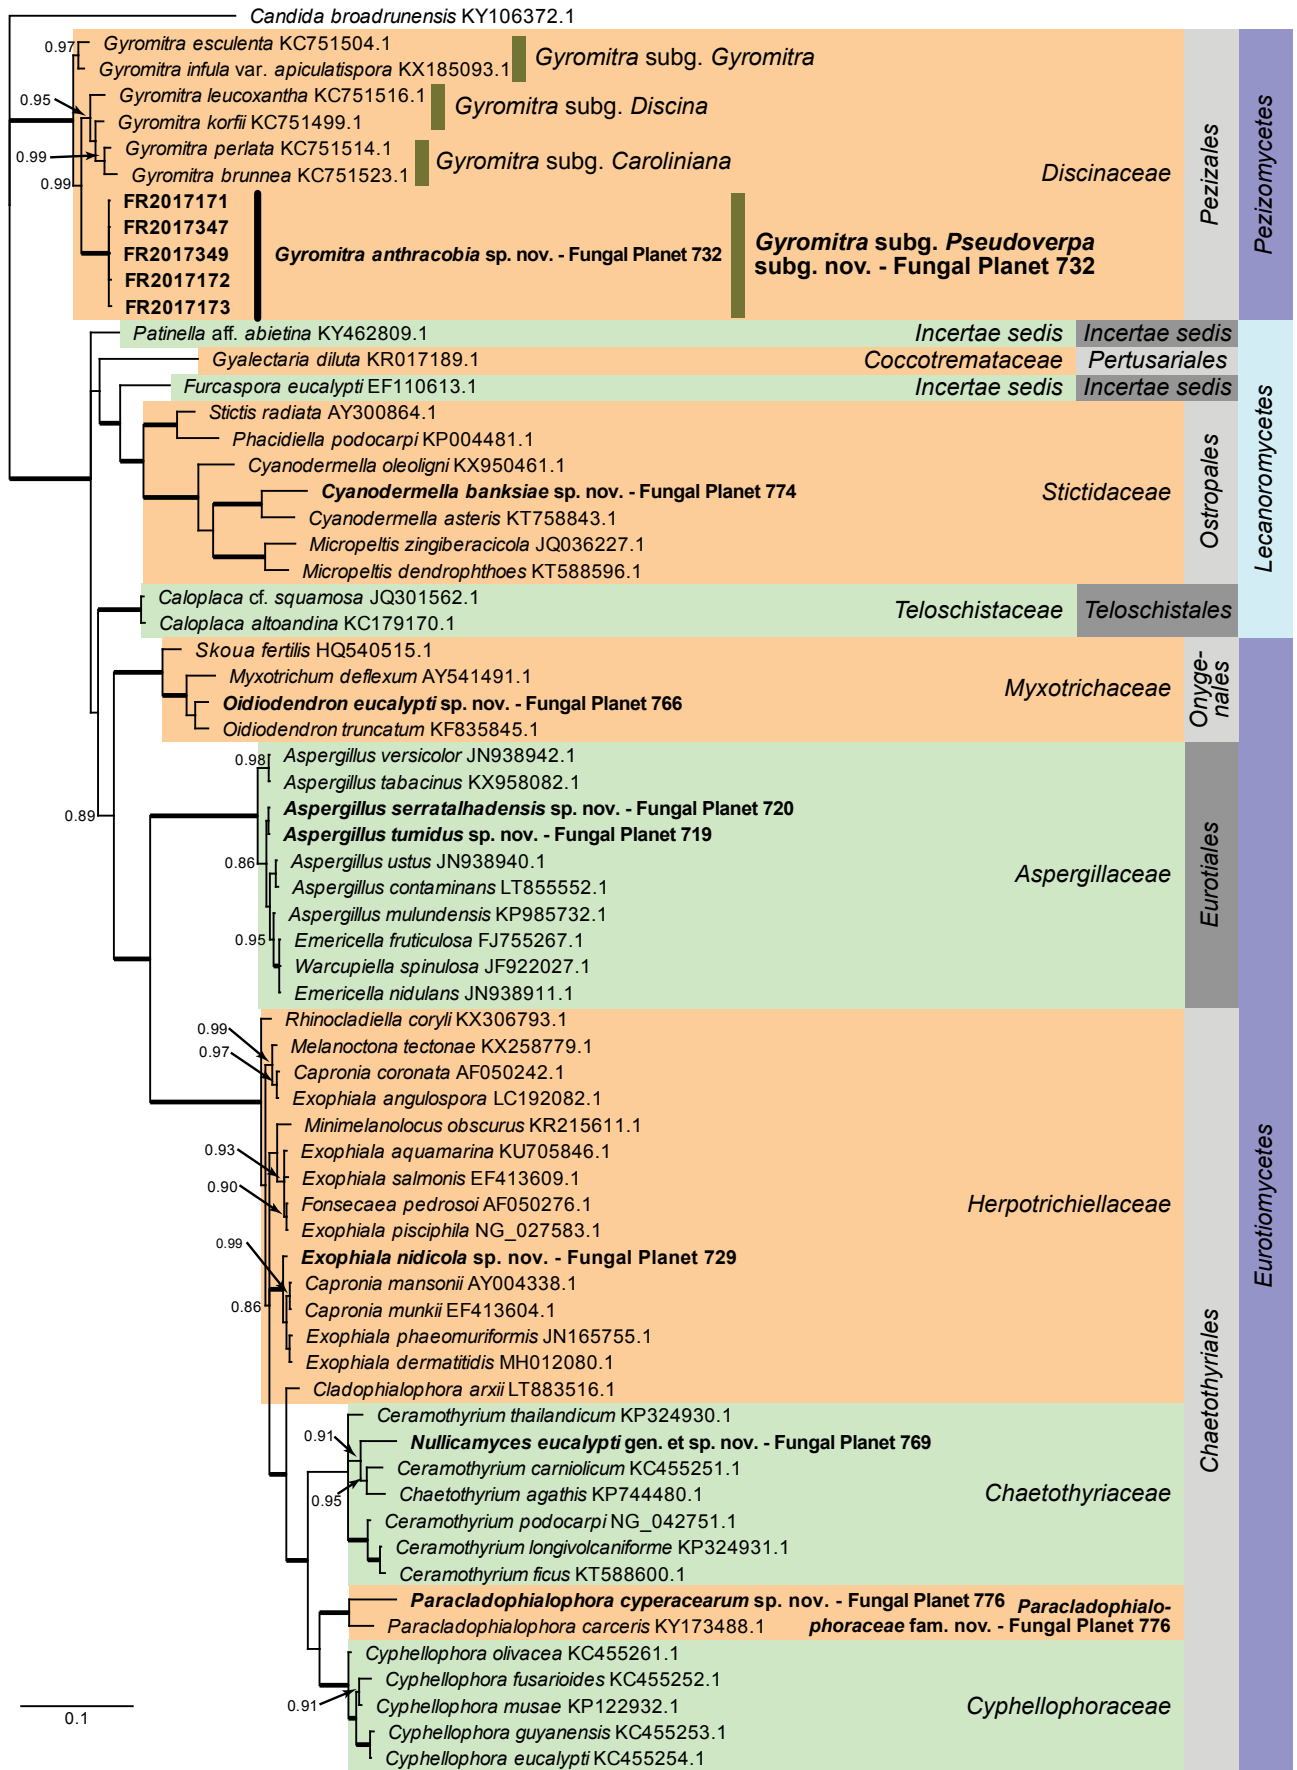 Candida broadrunensis KY106372.1
0.97
Gyromitra esculenta KC751504.1
Gyromitra infula var. apiculatispora KX185093.1
Gyromitra subg. Gyromitra
0.95
Gyromitra leucoxantha KC751516.1
Gyromitra korfii KC751499.1
Gyromitra subg. Discina
0.99
Gyromitra perlata KC751514.1
Gyromitra brunnea KC751523.1
Gyromitra subg. Caroliniana
0.99
Discinaceae
Pezizales
Pezizomycetes
FR2017171
FR2017347
FR2017349
FR2017172
FR2017173
Gyromitra anthracobia sp. nov. - Fungal Planet 732
Gyromitra subg. Pseudoverpa
subg. nov. - Fungal Planet 732
Patinella aff. abietina KY462809.1
Incertae sedis
Incertae sedis
Gyalectaria diluta KR017189.1
Coccotremataceae
Pertusariales
Furcaspora eucalypti EF110613.1
Incertae sedis
Incertae sedis
Stictis radiata AY300864.1
Phacidiella podocarpi KP004481.1
Cyanodermella oleoligni KX950461.1
Cyanodermella banksiae sp. nov. - Fungal Planet 774
Cyanodermella asteris KT758843.1
Micropeltis zingiberacicola JQ036227.1
Micropeltis dendrophthoes KT588596.1
Stictidaceae
Ostropales
Lecanoromycetes
Caloplaca cf. squamosa JQ301562.1
Caloplaca altoandina KC179170.1
Teloschistaceae
Teloschistales
Skoua fertilis HQ540515.1
Myxotrichum deflexum AY541491.1
Oidiodendron eucalypti sp. nov. - Fungal Planet 766
Oidiodendron truncatum KF835845.1
Myxotrichaceae
Onyge-
nales
0.89
0.98
Aspergillus versicolor JN938942.1
Aspergillus tabacinus KX958082.1
Aspergillus serratalhadensis sp. nov. - Fungal Planet 720
Aspergillus tumidus sp. nov. - Fungal Planet 719
0.86
Aspergillus ustus JN938940.1
Aspergillus contaminans LT855552.1
Aspergillus mulundensis KP985732.1
0.95
Emericella fruticulosa FJ755267.1
Warcupiella spinulosa JF922027.1
Emericella nidulans JN938911.1
Aspergillaceae
Eurotiales
Eurotiomycetes
Rhinocladiella coryli KX306793.1
0.99
Melanoctona tectonae KX258779.1
0.97
Capronia coronata AF050242.1
Exophiala angulospora LC192082.1
Minimelanolocus obscurus KR215611.1
0.93
Exophiala aquamarina KU705846.1
Exophiala salmonis EF413609.1
0.90
Fonsecaea pedrosoi AF050276.1
Exophiala pisciphila NG_027583.1
0.99
Exophiala nidicola sp. nov. - Fungal Planet 729
Capronia mansonii AY004338.1
0.86
Capronia munkii EF413604.1
Exophiala phaeomuriformis JN165755.1
Exophiala dermatitidis MH012080.1
Cladophialophora arxii LT883516.1
Herpotrichiellaceae
Chaetothyriales
Ceramothyrium thailandicum KP324930.1
0.91
Nullicamyces eucalypti gen. et sp. nov. - Fungal Planet 769
Ceramothyrium carniolicum KC455251.1
0.95
Chaetothyrium agathis KP744480.1
Ceramothyrium podocarpi NG_042751.1
Ceramothyrium longivolcaniforme KP324931.1
Ceramothyrium ficus KT588600.1
Chaetothyriaceae
Paracladophialophora cyperacearum sp. nov. - Fungal Planet 776
Paracladophialophora carceris KY173488.1
Paracladophialo-
phoraceae fam. nov. - Fungal Planet 776
Cyphellophora olivacea KC455261.1
Cyphellophora fusarioides KC455252.1
0.91
Cyphellophora musae KP122932.1
Cyphellophora guyanensis KC455253.1
Cyphellophora eucalypti KC455254.1
Cyphellophoraceae
0.1